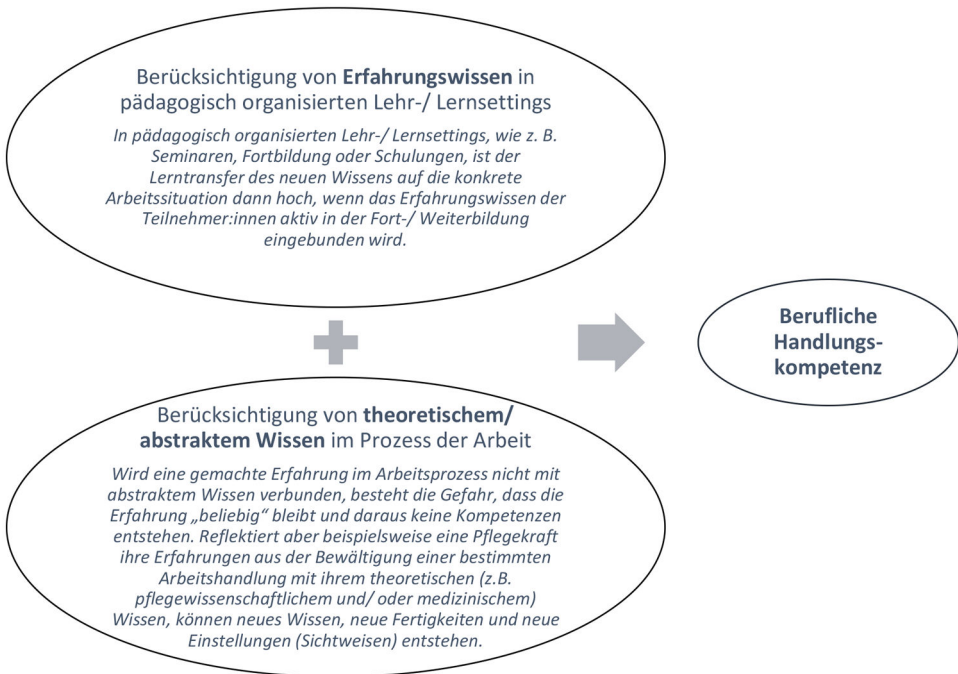 Berücksichtigung von Erfahrungswissen in
pädagogisch organisierten Lehr-/ Lernsettings
In pädagogisch organisierten Lehr-/ Lernsettings, wie z. B.
Seminaren, Fortbildung oder Schulungen, ist der
Lerntransfer des neuen Wissens auf die konkrete
Arbeitssituation dann hoch, wenn das Erfahrungswissen der
Teilnehmer:innen aktiv in der Fort-/ Weiterbildung
eingebunden wird.
Berufliche
Handlungs-
kompetenz
Berücksichtigung von theoretischem/
abstraktem Wissen im Prozess der Arbeit
Wird eine gemachte Erfahrung im Arbeitsprozess nicht mit
abstraktem Wissen verbunden, besteht die Gefahr, dass die
Erfahrung „beliebig“ bleibt und daraus keine Kompetenzen
entstehen. Reflektiert aber beispielsweise eine Pflegekraft
ihre Erfahrungen aus der Bewältigung einer bestimmten
Arbeitshandlung mit ihrem theoretischen (z.B.
pflegewissenschaftlichem und/ oder medizinischem)
Wissen, können neues Wissen, neue Fertigkeiten und neue
Einstellungen (Sichtweisen) entstehen.